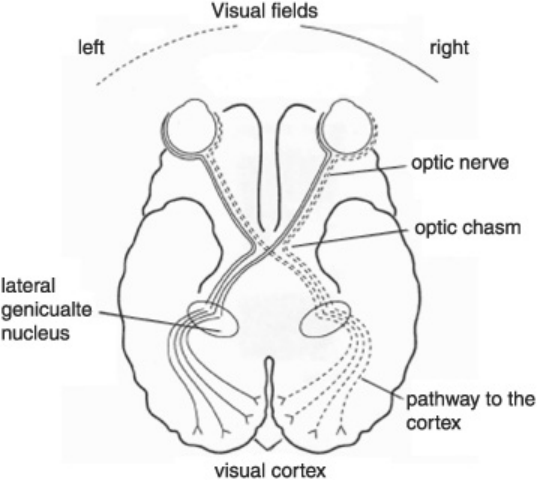 Visual fields
left
right
optic nerve
optic chasm
lateral
genicualte
nucleus
pathway to the
cortex
visual cortex